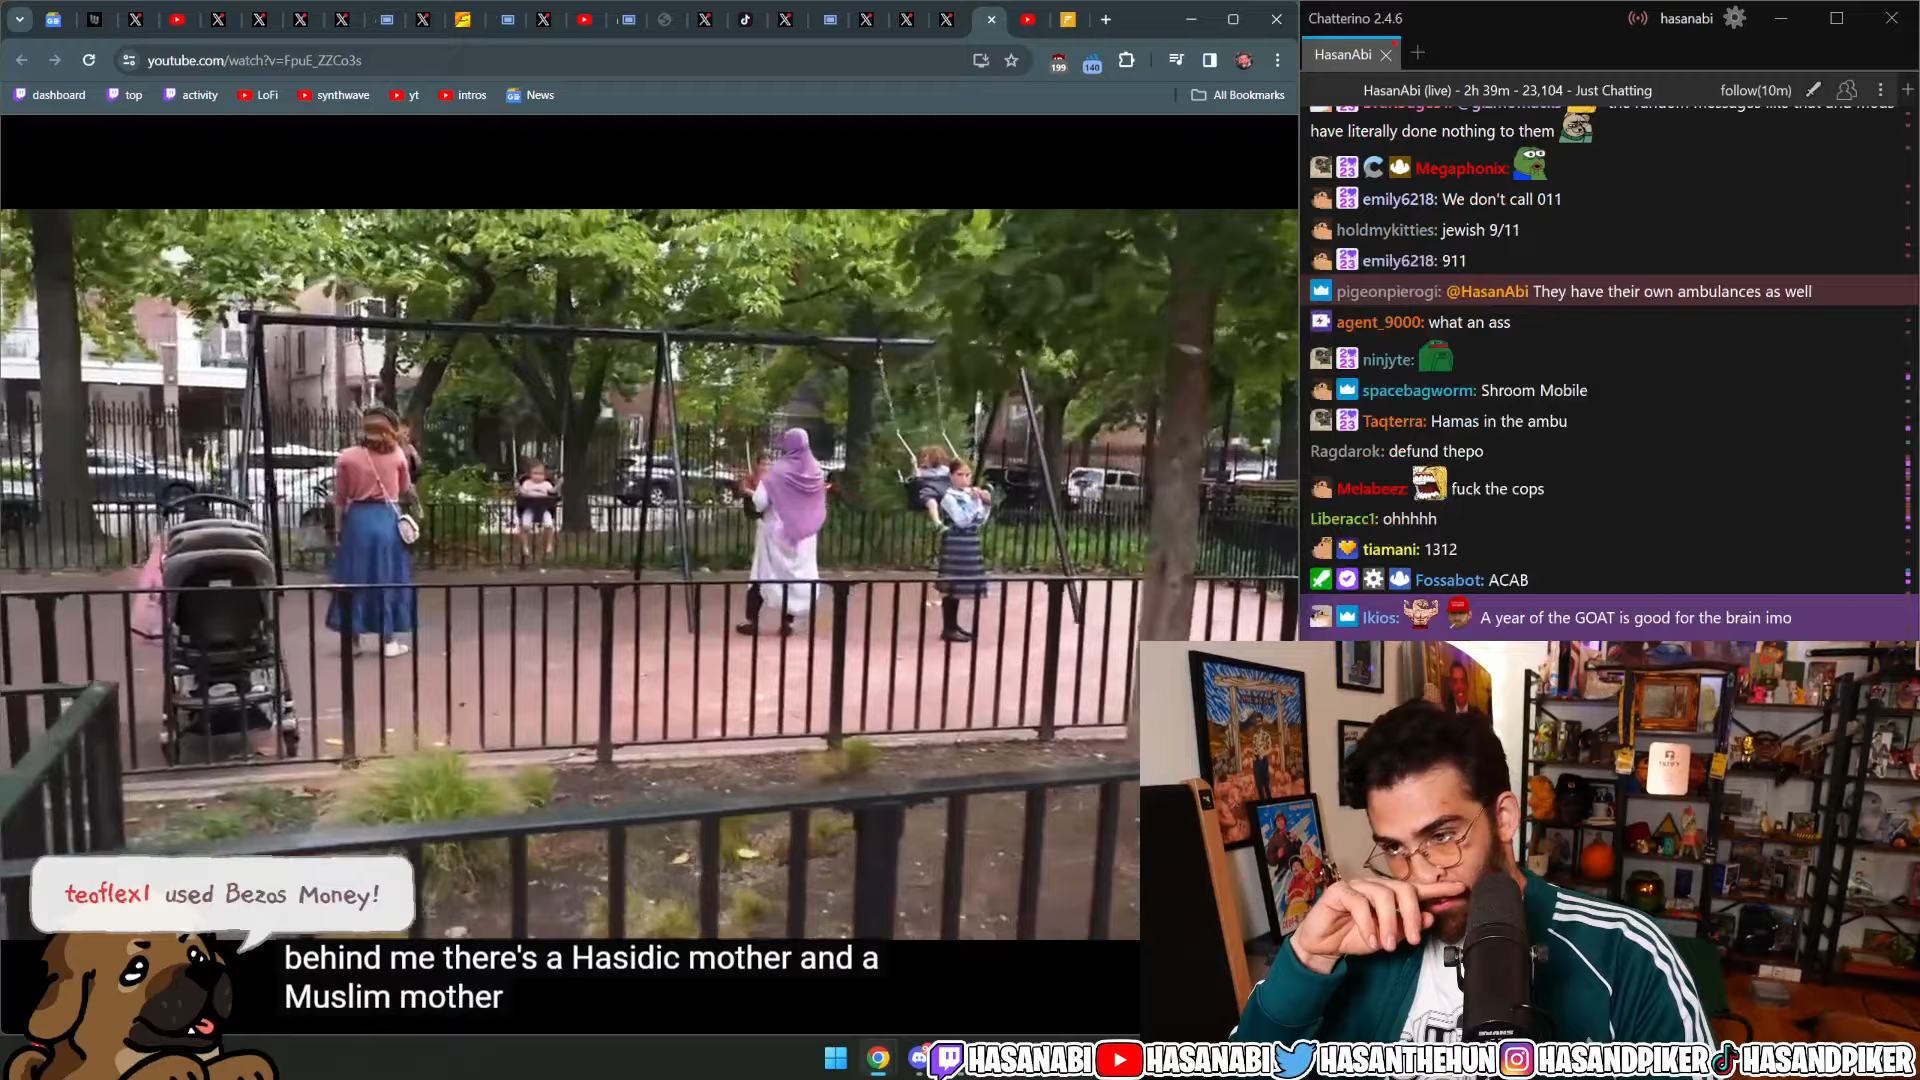 youtube.com/watch?v=FpuE_ZZCo3s
199
140
dashboard
top
activity
LoFi
synthwave
yt
intros
News
All Bookmarks
behind me there's a Hasidic mother and a
Muslim mother
teoflex1 used Bezos Money!
Chatterino 2.4.6
hasanabi
HasanAbi
HasanAbi (live) - 2h 39m - 23,104 - Just Chatting
follow(10m)
have literally done nothing to them
Megaphonix:
emily6218: We don't call 011
holdmykitties: jewish 9/11
emily6218: 911
pigeonpierogi: @HasanAbi They have their own ambulances as well
agent_9000: what an ass
ninjyte:
spacebagworm: Shroom Mobile
Taqterra: Hamas in the ambu
Ragdarok: defund thepo
Melabeez: fuck the cops
Liberacc1: ohhhhh
tiamani: 1312
Fossabot: ACAB
Ikios: A year of the GOAT is good for the brain imo
HASANABI HASANABI HASANTHEHUN HASANDPIKER HASANDPIKER